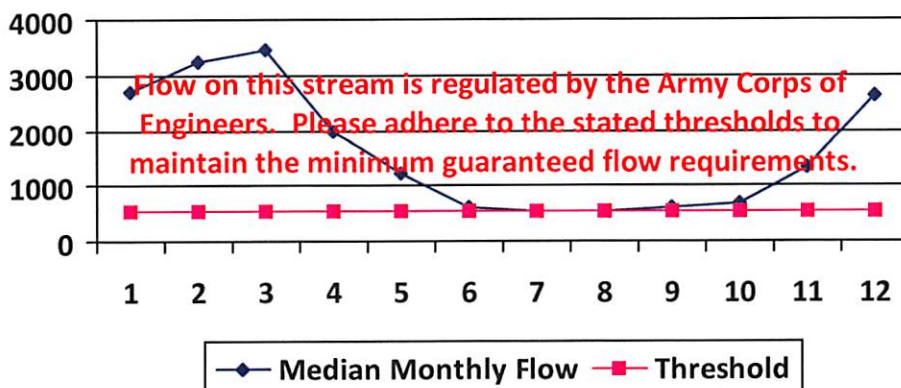 4000
3000
2000
1000
0
Flow on this stream is regulated by the Army Corps of
Engineers. Please adhere to the stated thresholds to
maintain the minimum guaranteed flow requirements.
1 2 3 4 5 6 7 8 9 10 11 12
Median Monthly Flow Threshold